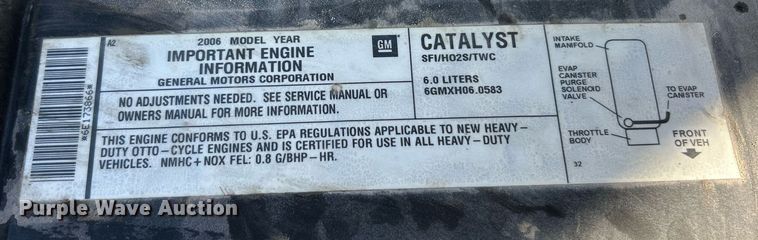 *6E173866*
A2
2006 MODEL YEAR
IMPORTANT ENGINE
INFORMATION
GENERAL MOTORS CORPORATION
GM
NO ADJUSTMENTS NEEDED. SEE SERVICE MANUAL OR
OWNERS MANUAL FOR MORE INFORMATION.
CATALYST
SFI/HO2S/TWC
6.0 LITERS
6GMXH06.0583
THIS ENGINE CONFORMS TO U.S. EPA REGULATIONS APPLICABLE TO NEW HEAVY-
DUTY OTTO-CYCLE ENGINES AND IS CERTIFIED FOR USE IN ALL HEAVY-DUTY
VEHICLES. NMHC + NOX FEL: 0.8 G/BHP-HR.
INTAKE
MANIFOLD
EVAP
CANISTER
PURGE
SOLENOID
VALVE
TO EVAP
CANISTER
THROTTLE
BODY
FRONT
OF VEH
32
Purple Wave Auction